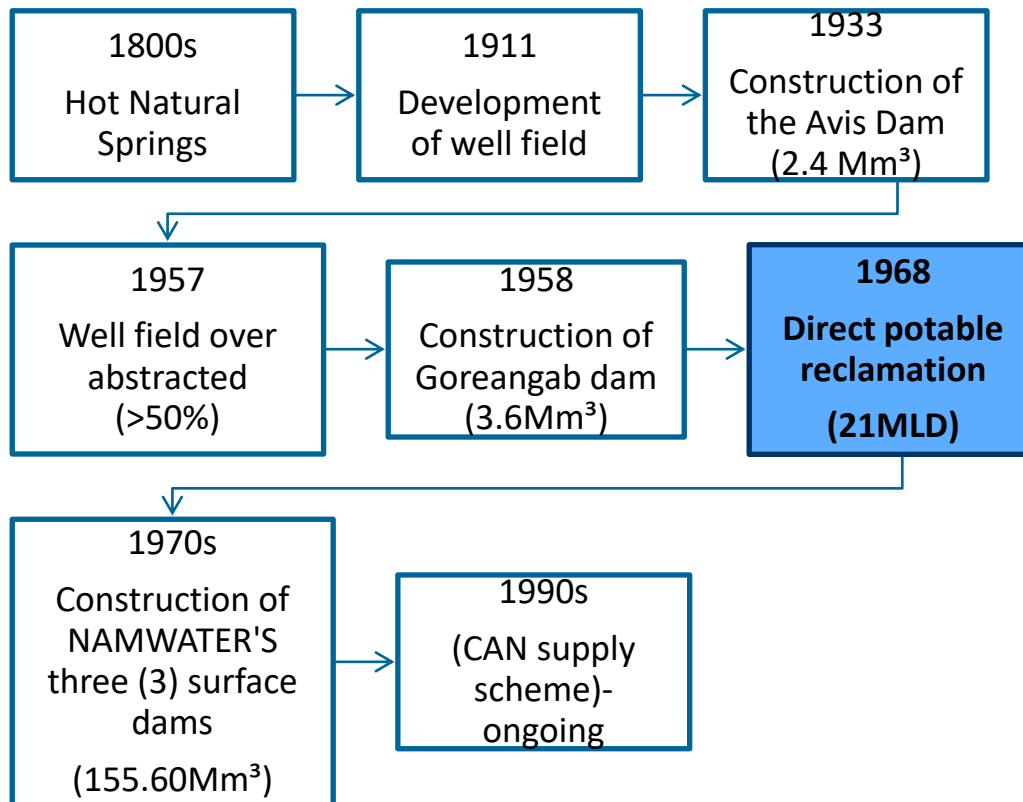 1800s
Hot Natural
Springs
1911
Development
of well field
1933
Construction of
the Avis Dam
(2.4 Mm³)
1957
Well field over
abstracted
(>50%)
1958
Construction of
Goreangab dam
(3.6Mm³)
1968
Direct potable
reclamation
(21MLD)
1970s
Construction of
NAMWATER'S
three (3) surface
dams
(155.60Mm³)
1990s
(CAN supply
scheme)-
ongoing